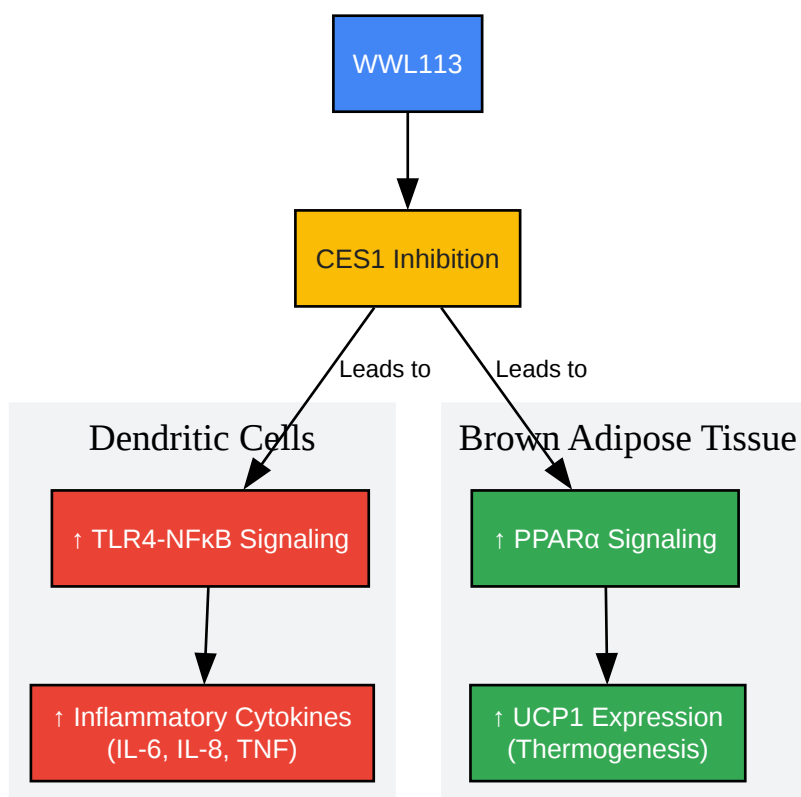 WWL113
CES1 Inhibition
Leads to
Leads to
Dendritic Cells
Brown Adipose Tissue
↑ TLR4-NFκB Signaling
↑ PPARα Signaling
↑ Inflammatory Cytokines
(IL-6, IL-8, TNF)
↑ UCP1 Expression
(Thermogenesis)